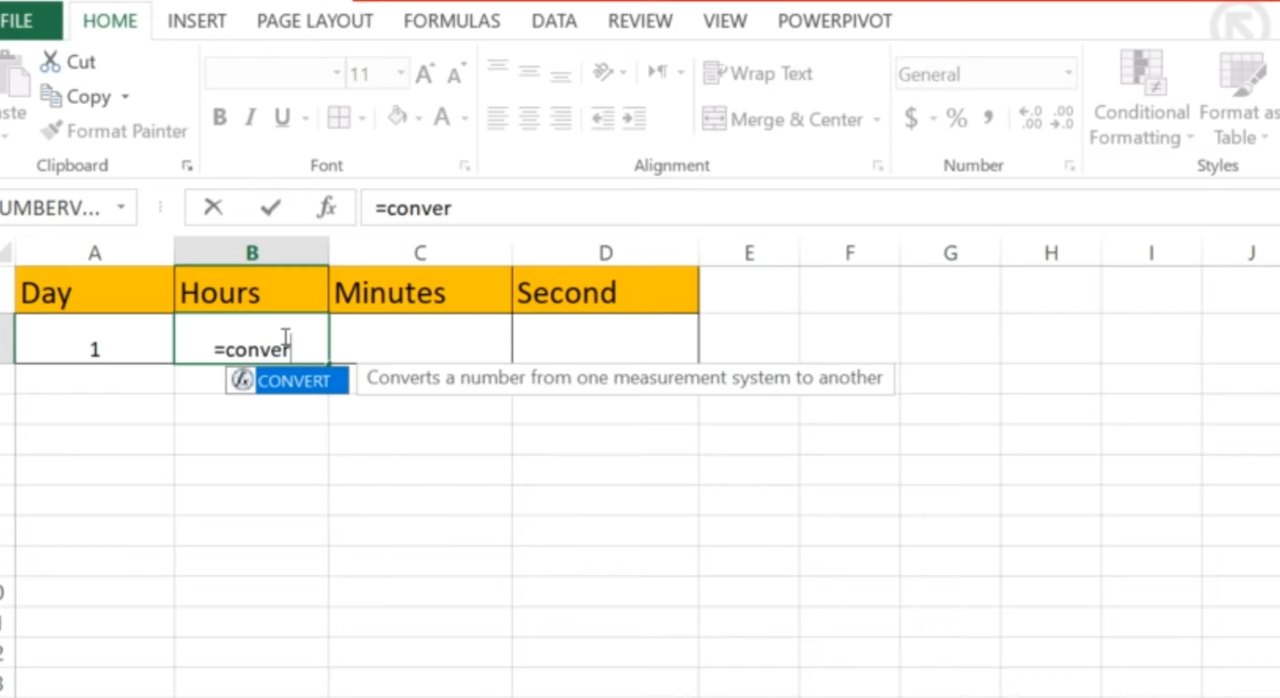 FILE HOME INSERT PAGE LAYOUT FORMULAS DATA REVIEW VIEW POWERPIVOT
Cut
Copy
Format Painter
Clipboard
11 A A
B I U A
Font
Wrap Text
Merge & Center
Alignment
General
$ % ,
Number
Conditional Formatting
Format as
Table
Styles
UMBERV... fx =conver
A B C D E F G H I J
Day Hours Minutes Second
1 =conver
CONVERT Converts a number from one measurement system to another